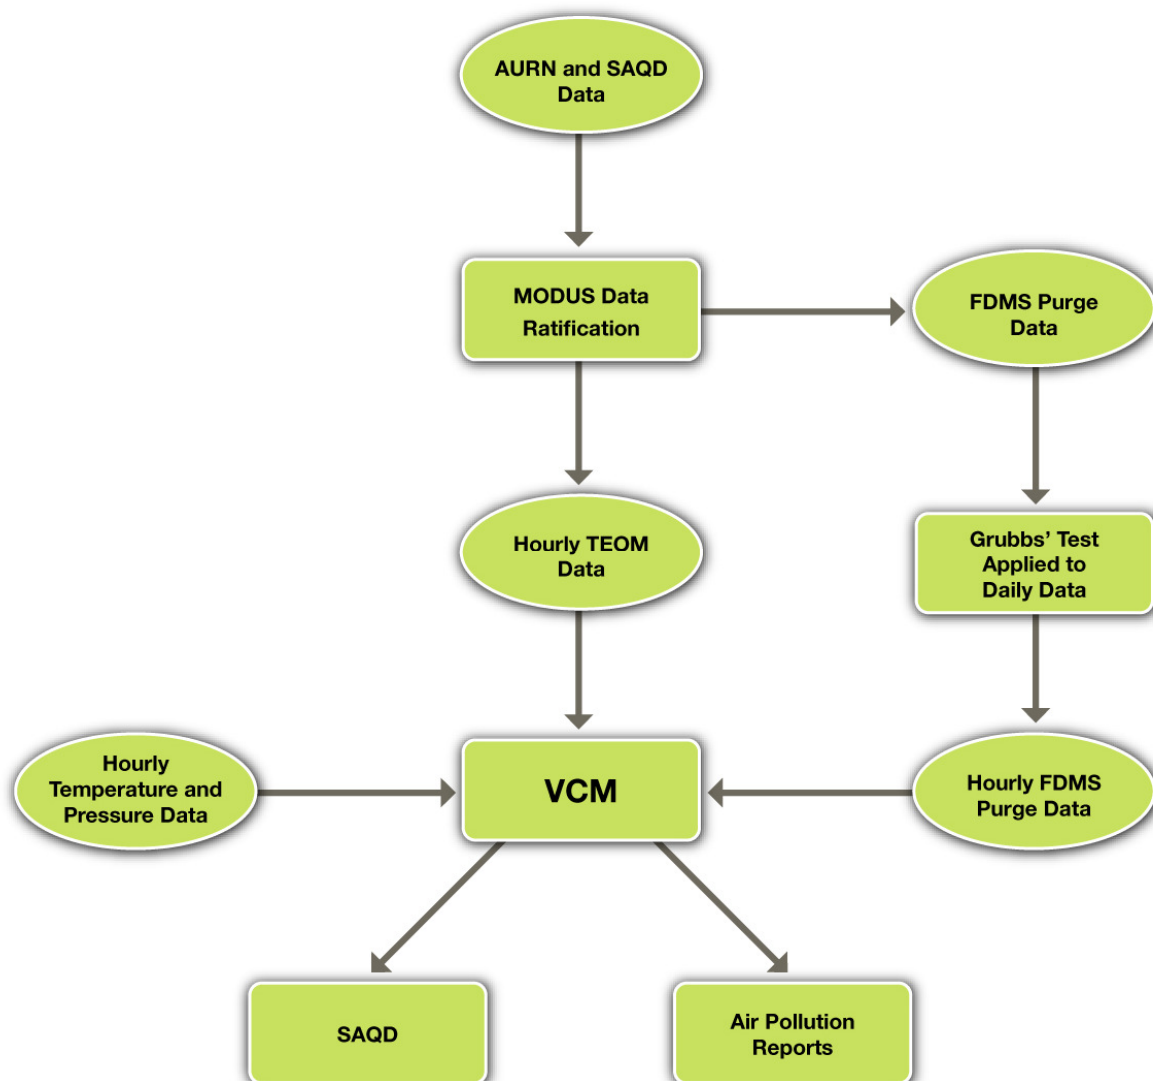 AURN and SAQD
Data
MODUS Data
Ratification
FDMS Purge
Data
Hourly TEOM
Data
Grubbs’ Test
Applied to
Daily Data
Hourly
Temperature and
Pressure Data
VCM
Hourly FDMS
Purge Data
SAQD
Air Pollution
Reports